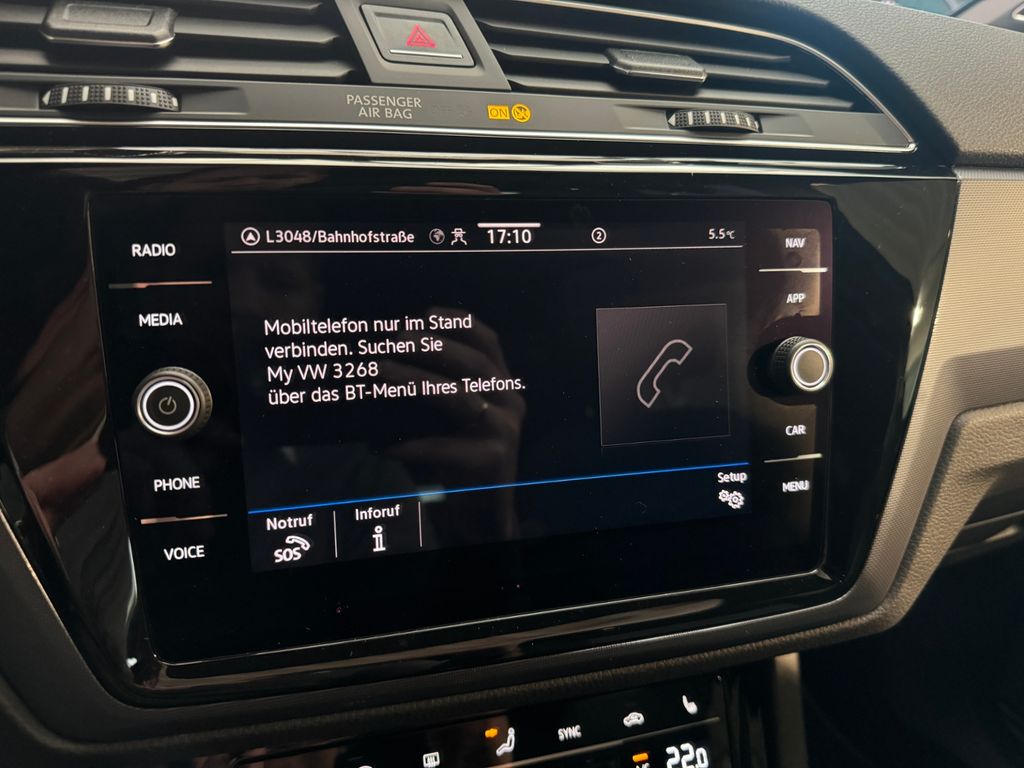 PASSENGER
AIR BAG
ON
RADIO
MEDIA
PHONE
VOICE
L3048/Bahnhofstraße
17:10
2
5.5°C
Mobiltelefon nur im Stand
verbinden. Suchen Sie
My VW 3268
über das BT-Menü Ihres Telefons.
Setup
Notruf
SOS
Inforuf
i
NAV
APP
CAR
MENU
SYNC
22.0